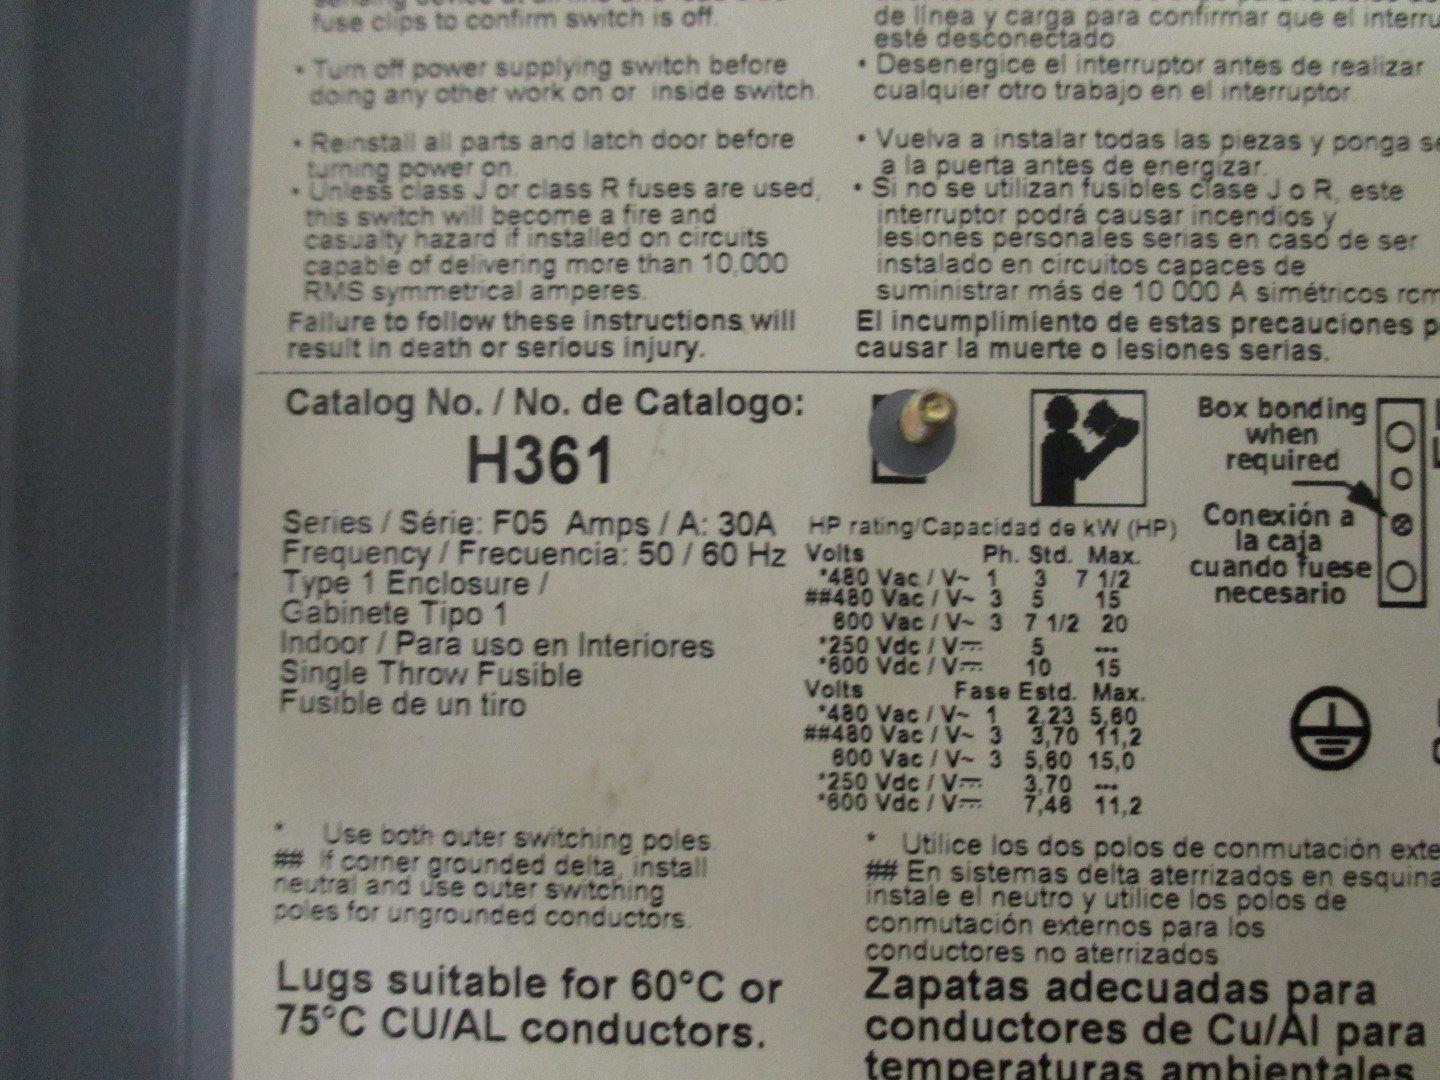 fuse clips to confirm switch is off.
• Turn off power supplying switch before
doing any other work on or inside switch.
• Reinstall all parts and latch door before
turning power on.
• Unless class J or class R fuses are used,
this switch will become a fire and
casualty hazard if installed on circuits
capable of delivering more than 10,000
RMS symmetrical amperes.
Failure to follow these instructions will
result in death or serious injury.
de línea y carga para confirmar que el
esté desconectado
• Desenergice el interruptor antes de realizar
cualquier otro trabajo en el interruptor
• Vuelva a instalar todas las piezas y ponga
a la puerta antes de energizar.
• Si no se utilizan fusibles clase J o R, este
interruptor podrá causar incendios y
lesiones personales serias en caso de ser
instalado en circuitos capaces de
suministrar más de 10 000 A simétricos rcm
El incumplimiento de estas precauciones
causar la muerte o lesiones serias.
Catalog No. / No. de Catalogo:
H361
Series / Série: F05 Amps / A: 30A
Frequency / Frecuencia: 50 / 60 Hz
Type 1 Enclosure /
Gabinete Tipo 1
Indoor / Para uso en Interiores
Single Throw Fusible
Fusible de un tiro
HP rating/Capacidad de kW (HP)
Volts Ph. Std. Max.
*480 Vac / V~ 1 3 7 1/2
##480 Vac / V~ 3 5 15
600 Vac / V~ 3 7 1/2 20
*250 Vdc / V⎓ 5 ---
*600 Vdc / V⎓ 10 15
Volts Fase Estd. Max.
*480 Vac / V~ 1 2,23 5,60
##480 Vac / V~ 3 3,70 11,2
600 Vac / V~ 3 5,60 15,0
*250 Vdc / V⎓ 3,70 ---
*600 Vdc / V⎓ 7,46 11,2
Box bonding
when
required
Conexión a
la caja
cuando fuese
necesario
* Use both outer switching poles.
## If corner grounded delta, install
neutral and use outer switching
poles for ungrounded conductors.
* Utilice los dos polos de conmutación
## En sistemas delta aterrizados en esquina
instale el neutro y utilice los polos de
conmutación externos para los
conductores no aterrizados
Lugs suitable for 60°C or
75°C CU/AL conductors.
Zapatas adecuadas para
conductores de Cu/Al para
temperaturas ambientales